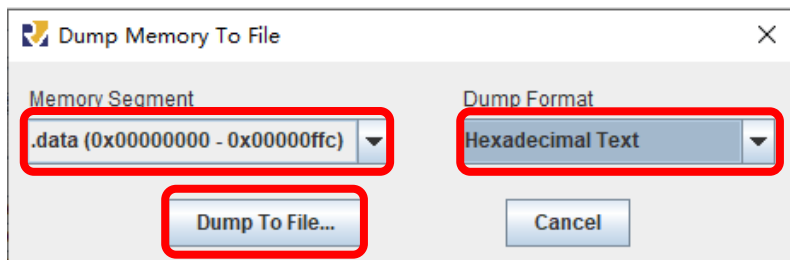 Dump Memory To File
Memory Segment
Dump Format
.data (0x00000000 - 0x00000ffc)
Hexadecimal Text
Dump To File...
Cancel